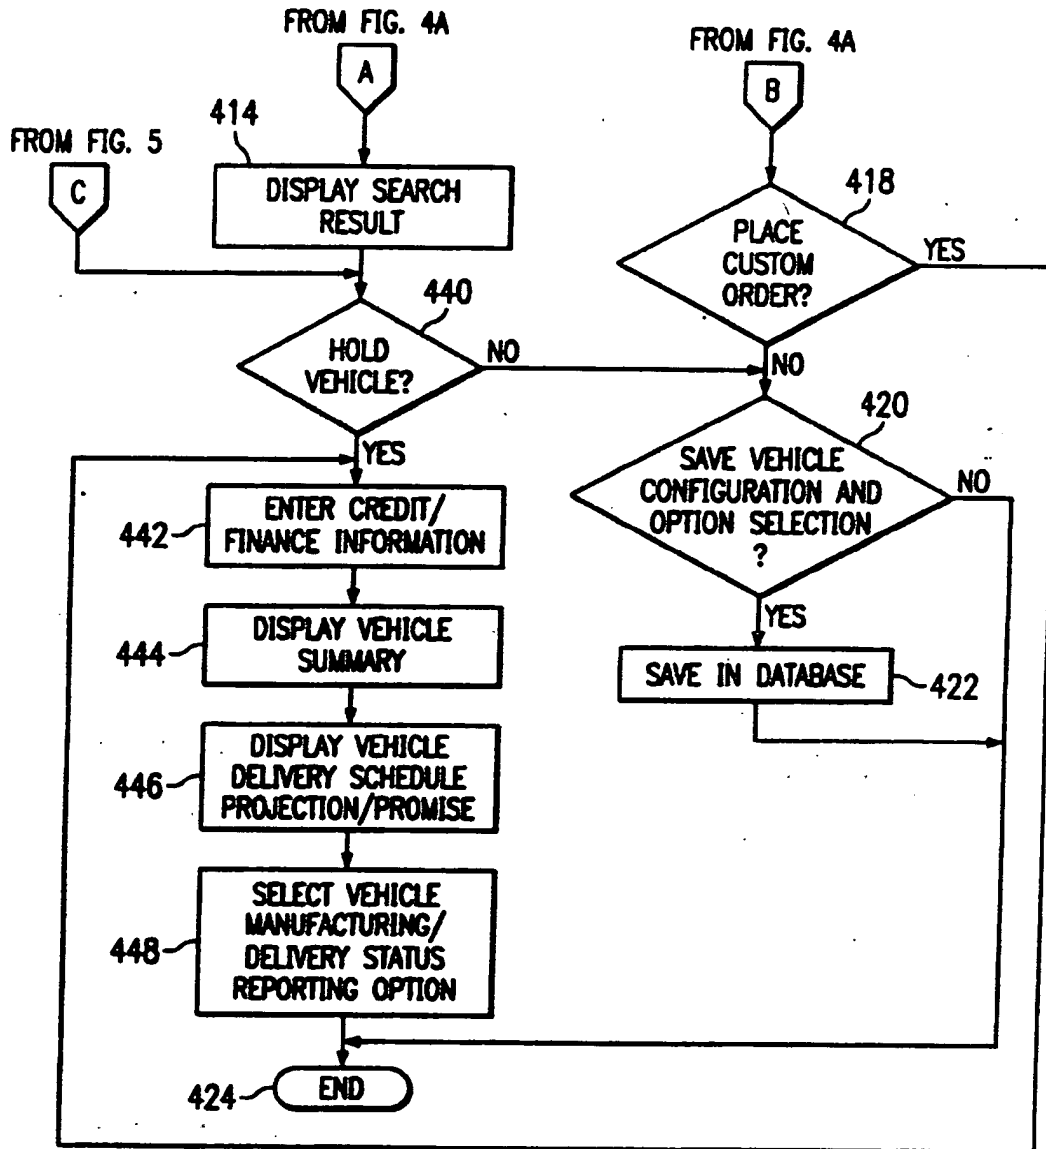 FROM FIG. 4A
A
FROM FIG. 4A
B
414
FROM FIG. 5
C
DISPLAY SEARCH
RESULT
418
PLACE
CUSTOM
ORDER?
YES
NO
440
HOLD
VEHICLE?
NO
YES
420
SAVE VEHICLE
CONFIGURATION AND
OPTION SELECTION
?
NO
YES
442
ENTER CREDIT/
FINANCE INFORMATION
444
DISPLAY VEHICLE
SUMMARY
SAVE IN DATABASE
422
446
DISPLAY VEHICLE
DELIVERY SCHEDULE
PROJECTION/PROMISE
448
SELECT VEHICLE
MANUFACTURING/
DELIVERY STATUS
REPORTING OPTION
424
END